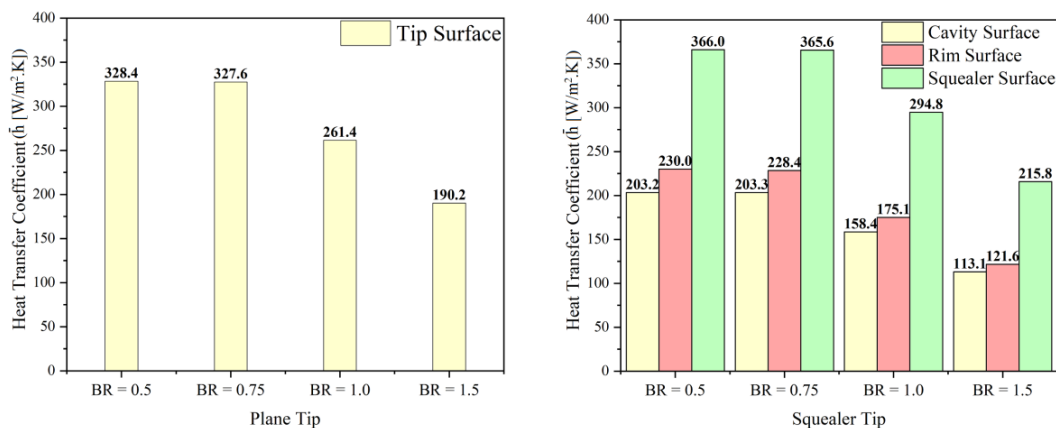 Heat Transfer Coefficient (h̄ [W/m².K])
400
350
300
250
200
150
100
50
0
Tip Surface
328.4
327.6
261.4
190.2
BR = 0.5
BR = 0.75
BR = 1.0
BR = 1.5
Plane Tip
Heat Transfer Coefficient (h̄ [W/m².K])
400
350
300
250
200
150
100
50
0
Cavity Surface
Rim Surface
Squealer Surface
203.2
230.0
366.0
203.3
228.4
365.6
158.4
175.1
294.8
113.1
121.6
215.8
BR = 0.5
BR = 0.75
BR = 1.0
BR = 1.5
Squealer Tip